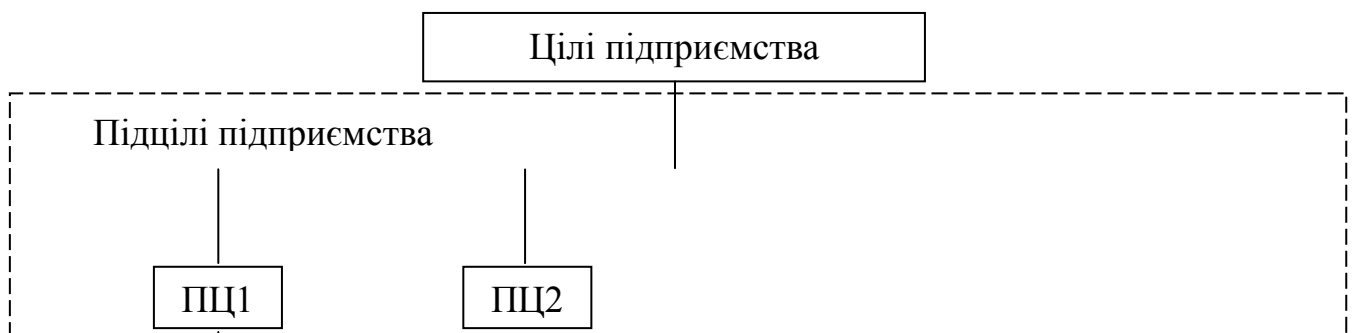 Цілі підприємства
Підцілі підприємства
ПЦ1 ПЦ2